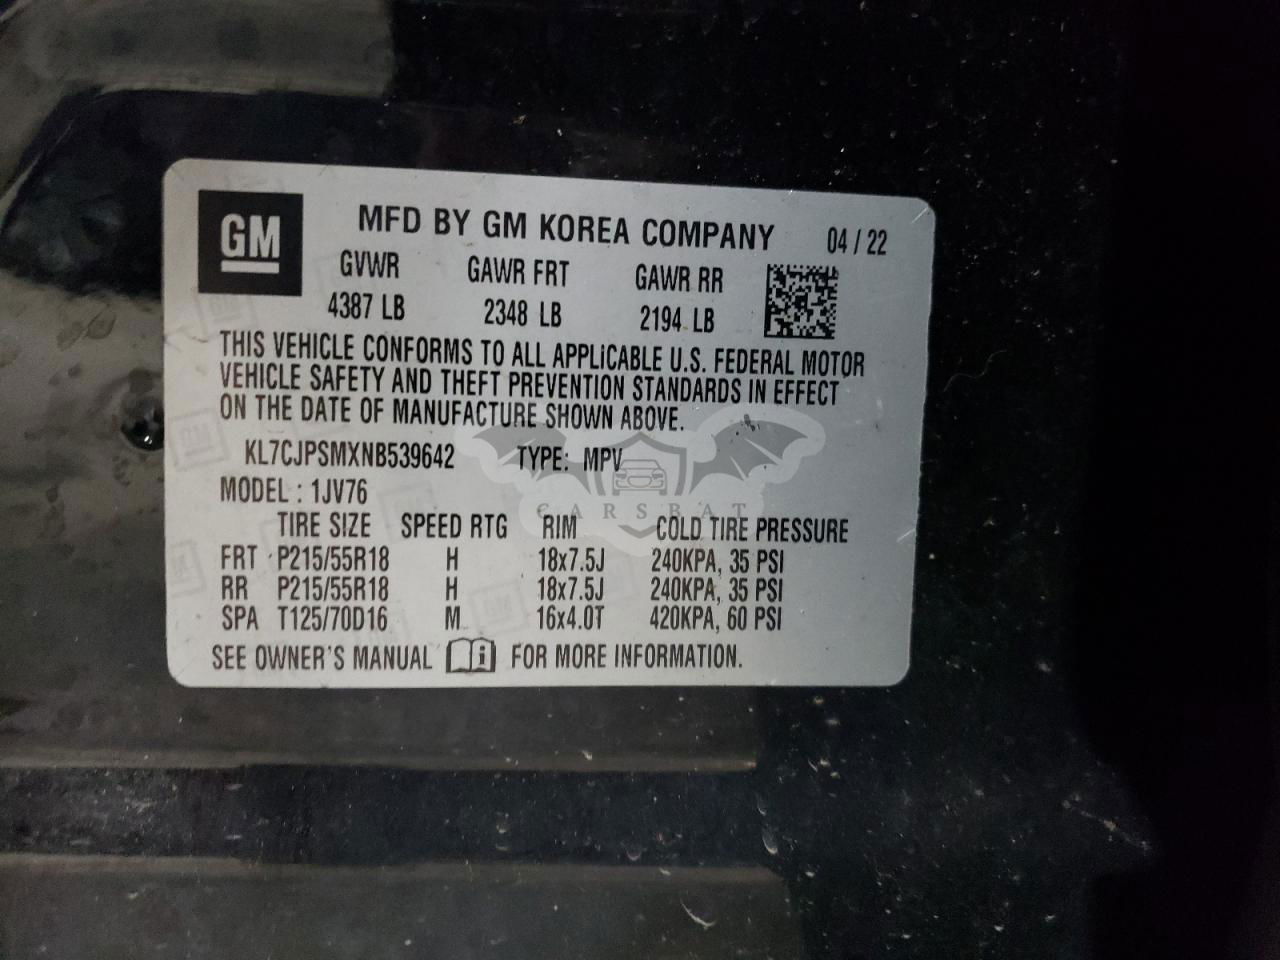 GM MFD BY GM KOREA COMPANY 04 / 22
GVWR GAWR FRT GAWR RR
4387 LB 2348 LB 2194 LB
THIS VEHICLE CONFORMS TO ALL APPLiCABLE U.S. FEDERAL MOTOR
VEHICLE SAFETY AND THEFT PREVENTION STANDARDS IN EFFECT
ON THE DATE OF MANUFACTURE SHOWN ABOVE.
KL7CJPSMXNB539642 TYPE: MPV
MODEL : 1JV76
CARSBAT
TIRE SIZE SPEED RTG RIM COLD TIRE PRESSURE
FRT P215/55R18 H 18x7.5J 240KPA, 35 PSI
RR P215/55R18 H 18x7.5J 240KPA, 35 PSI
SPA T125/70D16 M 16x4.0T 420KPA, 60 PSI
SEE OWNER'S MANUAL i FOR MORE INFORMATION.